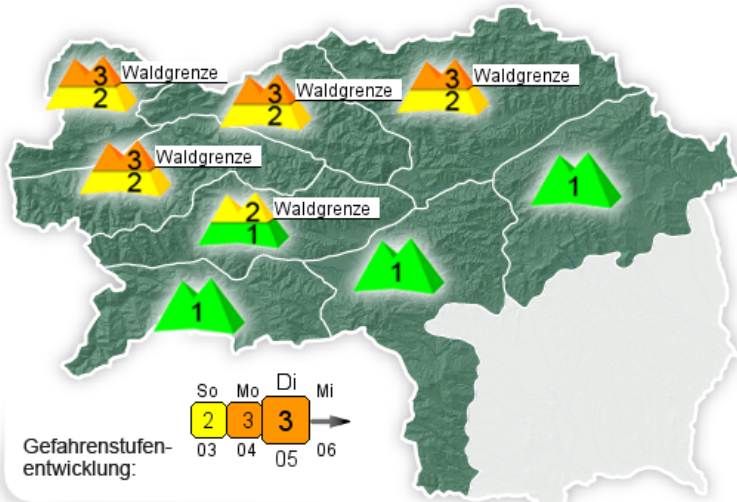 3 Waldgrenze
2
3 Waldgrenze
2
3 Waldgrenze
2
3 Waldgrenze
2
1
2 Waldgrenze
1
1
1
So Mo Di Mi
2 3 3
03 04 05 06
Gefahrenstufen-
entwicklung: